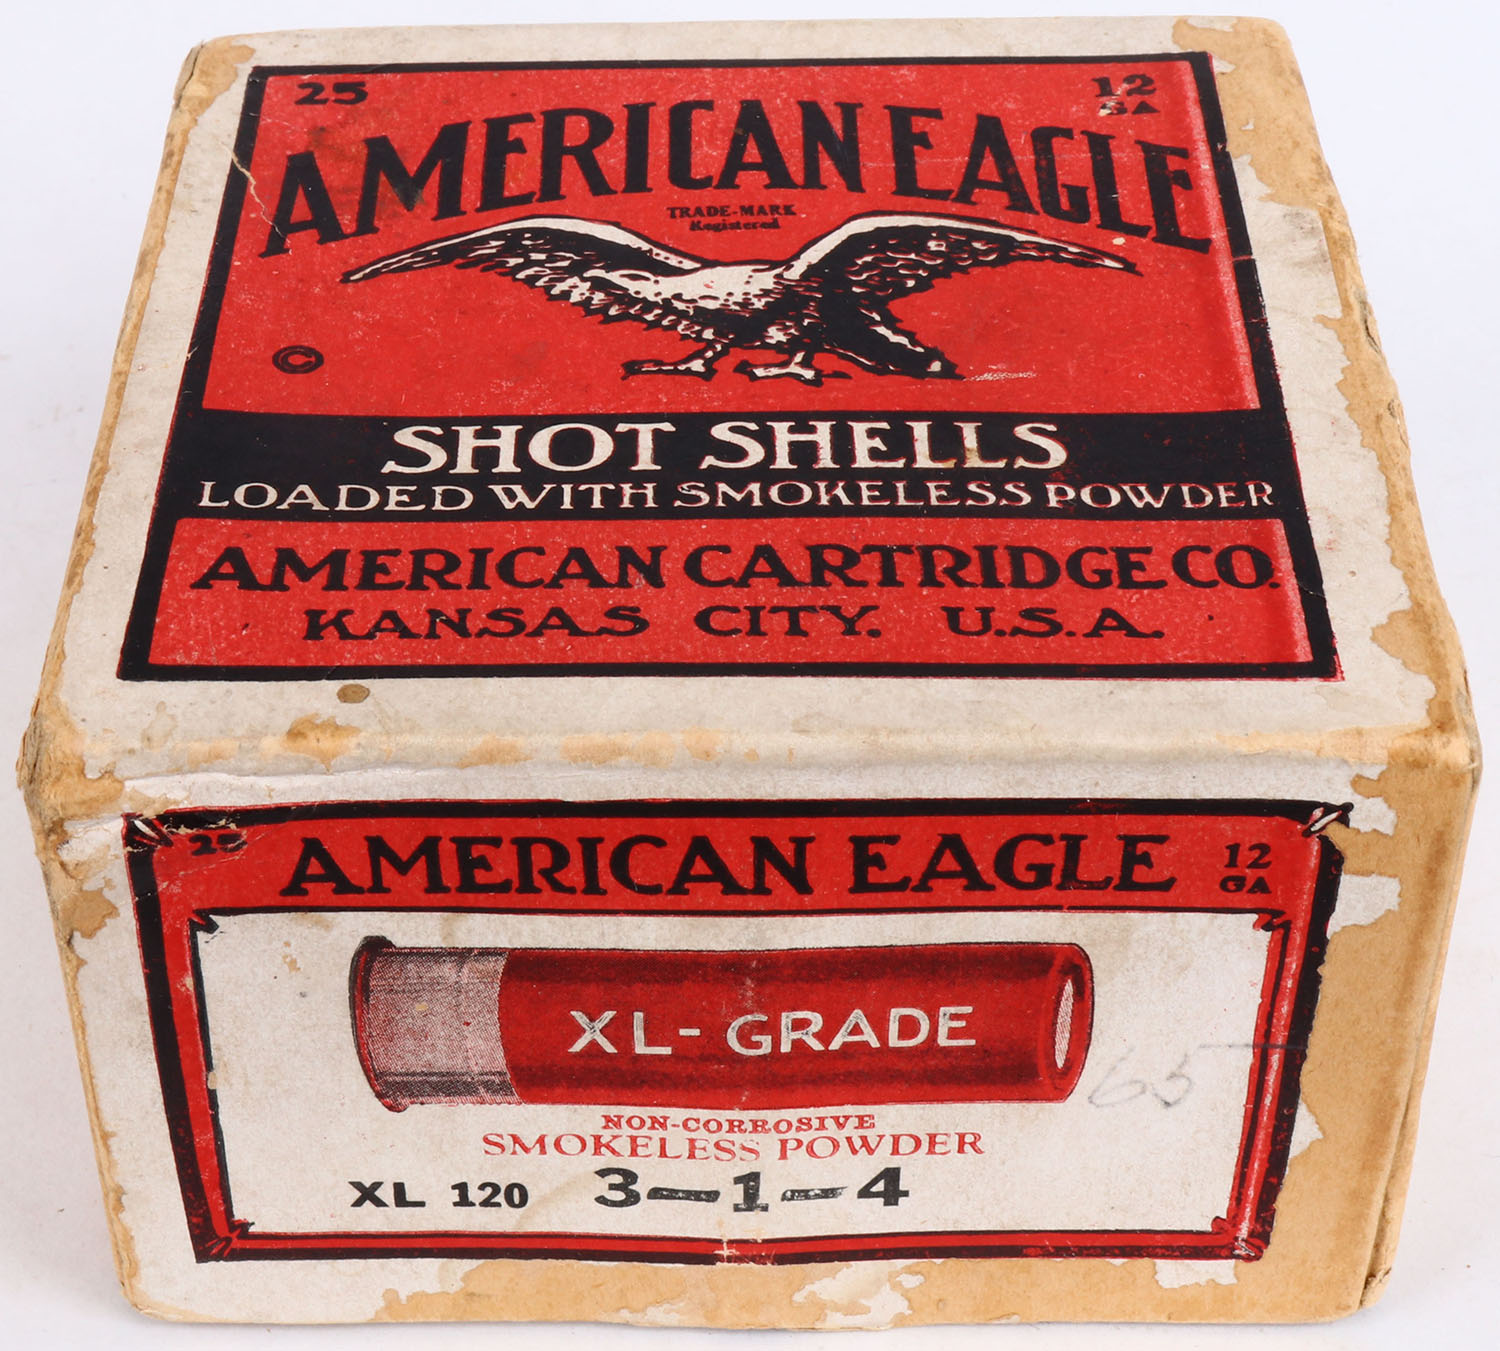 25
12
GA
AMERICAN EAGLE
TRADE-MARK
Registered
©
SHOT SHELLS
LOADED WITH SMOKELESS POWDER
AMERICAN CARTRIDGE CO.
KANSAS CITY. U.S.A.
25 AMERICAN EAGLE 12
GA
XL-GRADE
65
NON-CORROSIVE
SMOKELESS POWDER
XL 120 3-1-4